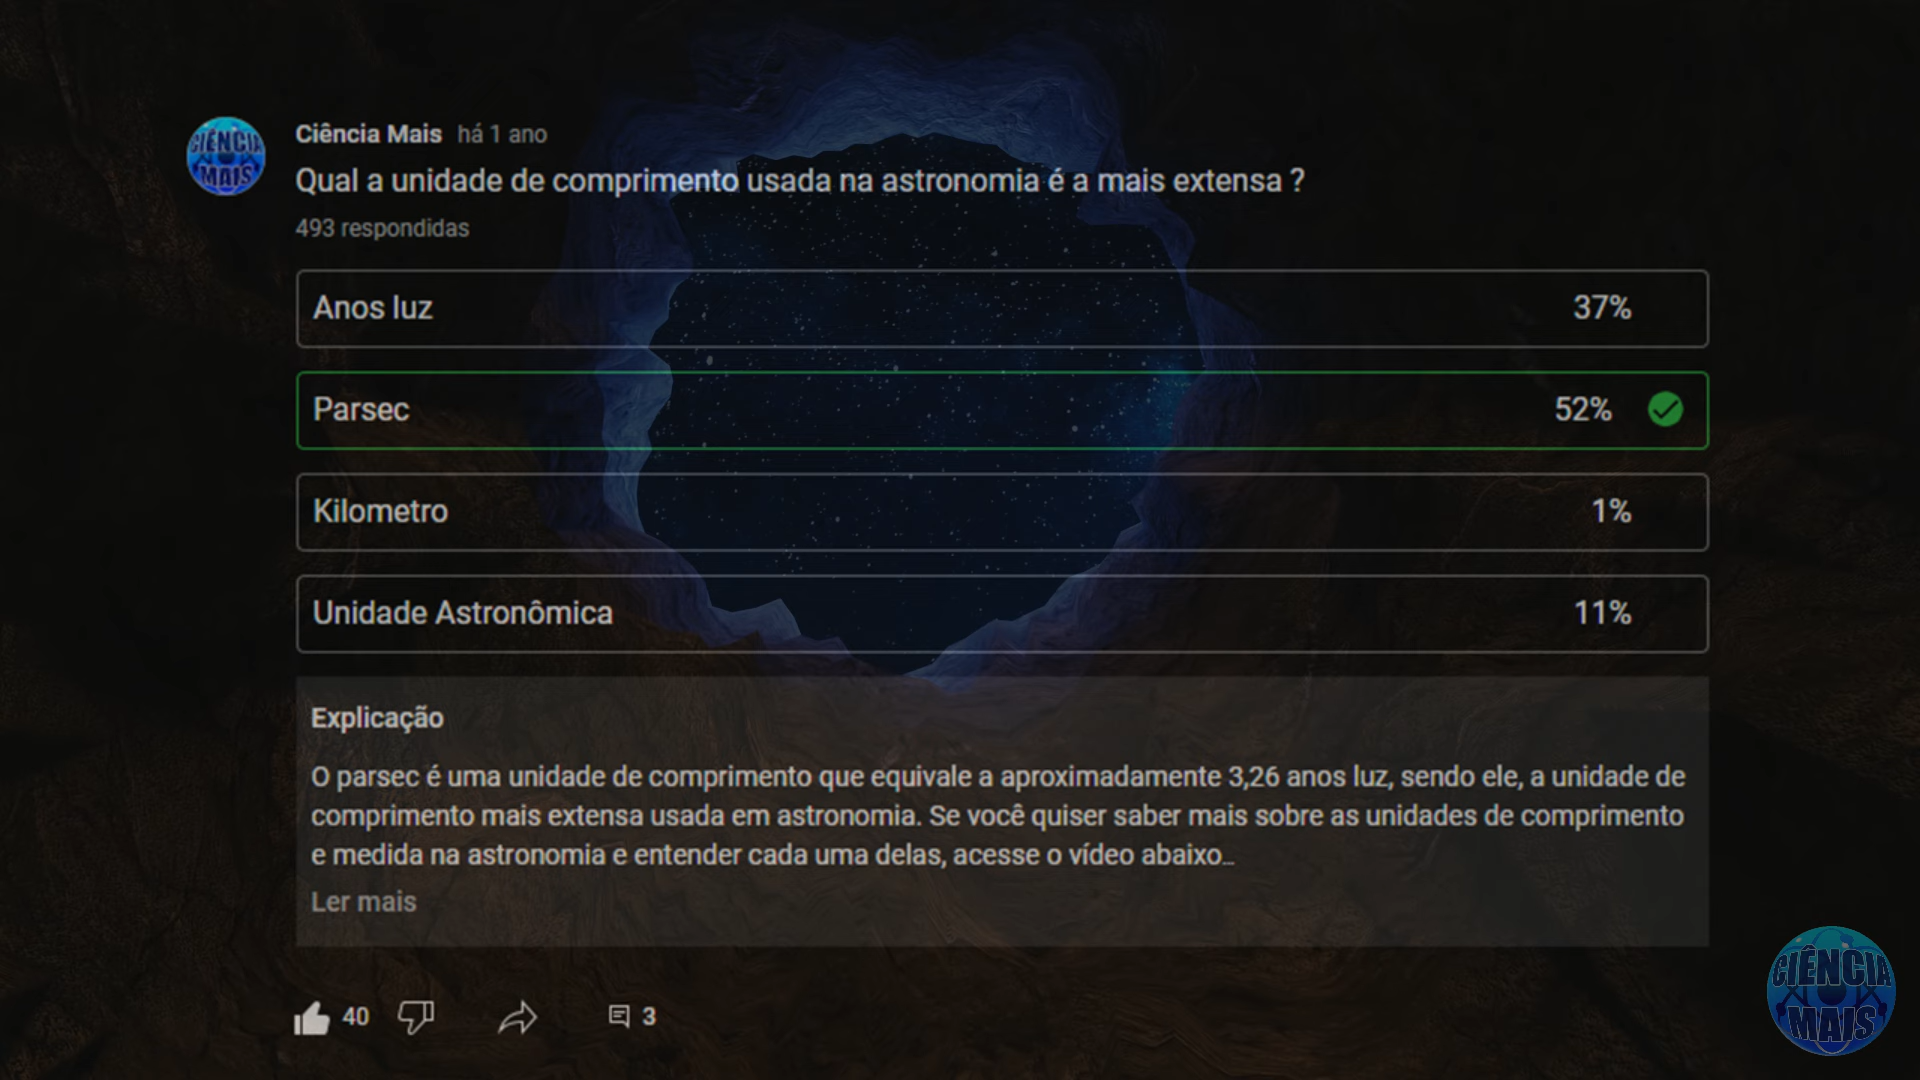 CIÊNCIA
MAIS
Ciência Mais há 1 ano
Qual a unidade de comprimento usada na astronomia é a mais extensa ?
493 respondidas
Anos luz 37%
Parsec 52%
Kilometro 1%
Unidade Astronômica 11%
Explicação
O parsec é uma unidade de comprimento que equivale a aproximadamente 3,26 anos luz, sendo ele, a unidade de
comprimento mais extensa usada em astronomia. Se você quiser saber mais sobre as unidades de comprimento
e medida na astronomia e entender cada uma delas, acesse o vídeo abaixo...
Ler mais
40 3
CIÊNCIA
MAIS